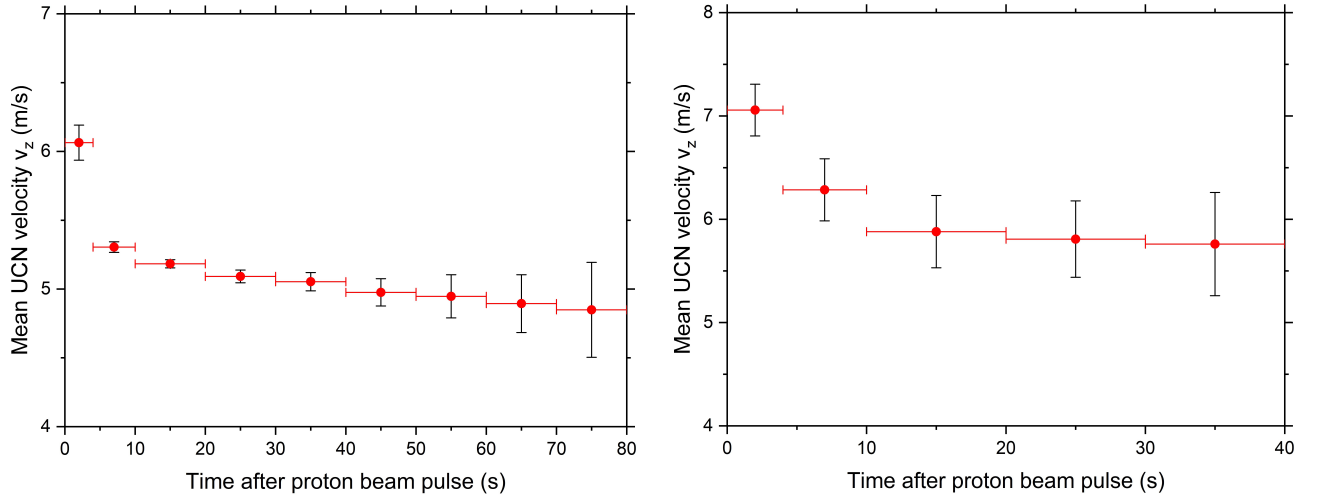 7
6
5
4
Mean UCN velocity vz (m/s)
0 10 20 30 40 50 60 70 80
Time after proton beam pulse (s)
8
7
6
5
4
Mean UCN velocity vz (m/s)
0 10 20 30 40
Time after proton beam pulse (s)